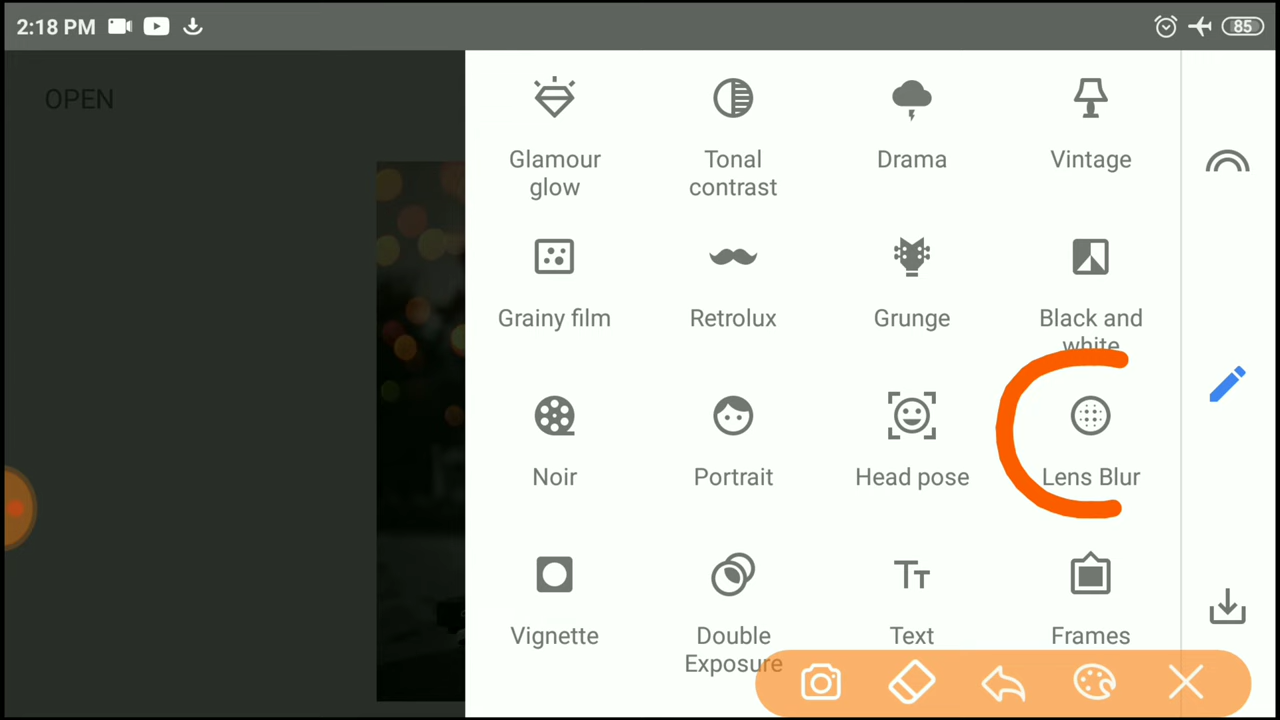 2:18 PM
85
OPEN
Glamour
glow
Tonal
contrast
Drama
Vintage
Grainy film
Retrolux
Grunge
Black and
white
Noir
Portrait
Head pose
Lens Blur
Vignette
Double
Exposure
Text
Frames